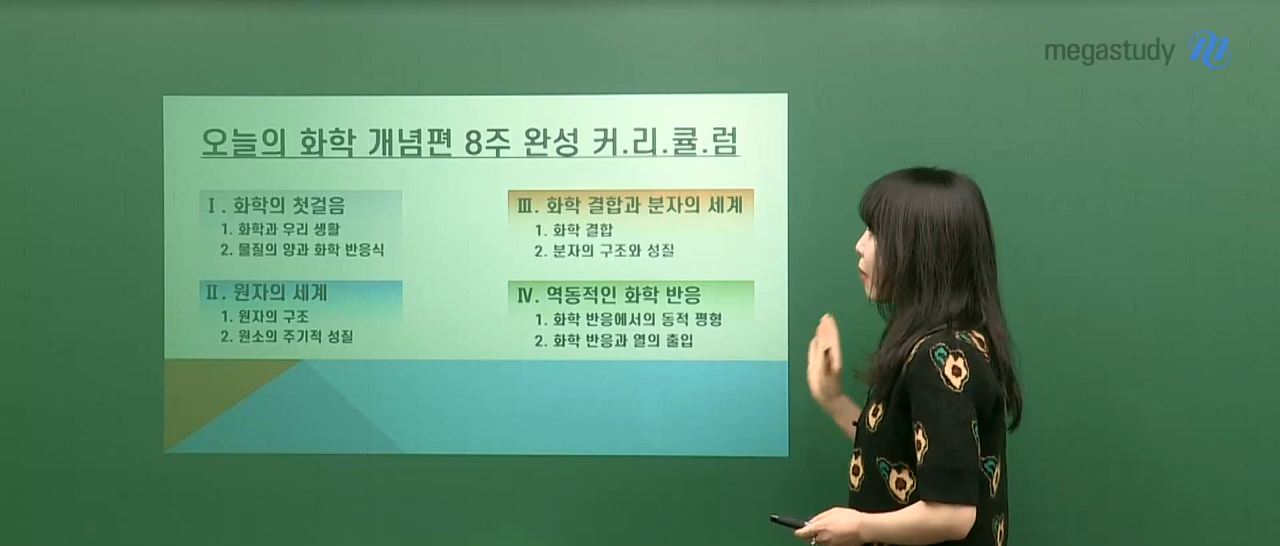 megastudy
오늘의 화학 개념편 8주 완성 커.리.큘.럼
Ⅰ. 화학의 첫걸음
1. 화학과 우리 생활
2. 물질의 양과 화학 반응식
Ⅱ. 원자의 세계
1. 원자의 구조
2. 원소의 주기적 성질
Ⅲ. 화학 결합과 분자의 세계
1. 화학 결합
2. 분자의 구조와 성질
Ⅳ. 역동적인 화학 반응
1. 화학 반응에서의 동적 평형
2. 화학 반응과 열의 출입